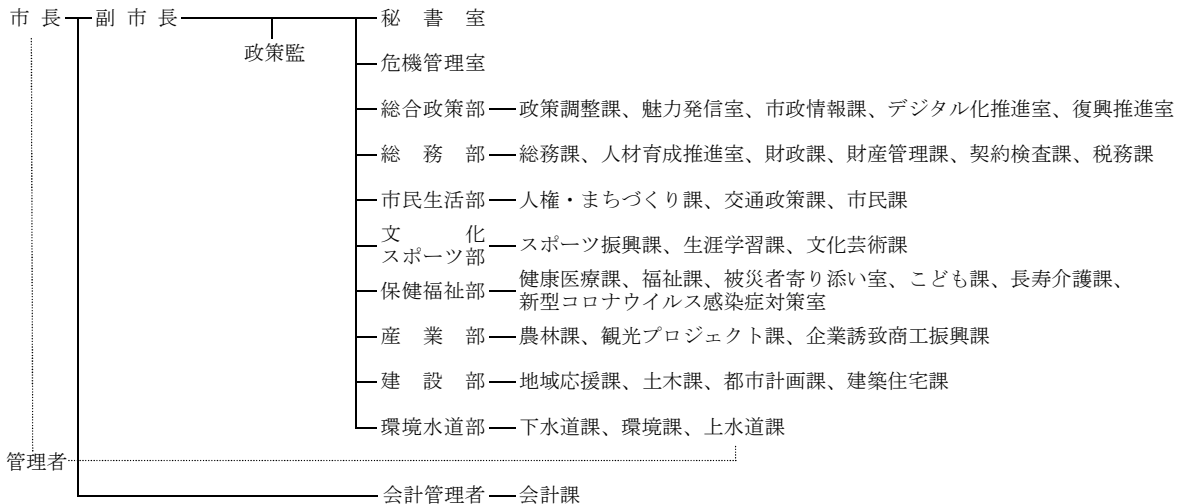 市長 副市長 秘書室
政策監
危機管理室
総合政策部 政策調整課、魅力発信室、市政情報課、デジタル化推進室、復興推進室
総務部 総務課、人材育成推進室、財政課、財産管理課、契約検査課、税務課
市民生活部 人権・まちづくり課、交通政策課、市民課
文化
スポーツ部 スポーツ振興課、生涯学習課、文化芸術課
保健福祉部 健康医療課、福祉課、被災者寄り添い室、こども課、長寿介護課、
新型コロナウイルス感染症対策室
産業部 農林課、観光プロジェクト課、企業誘致商工振興課
建設部 地域応援課、土木課、都市計画課、建築住宅課
環境水道部 下水道課、環境課、上水道課
管理者
会計管理者 会計課